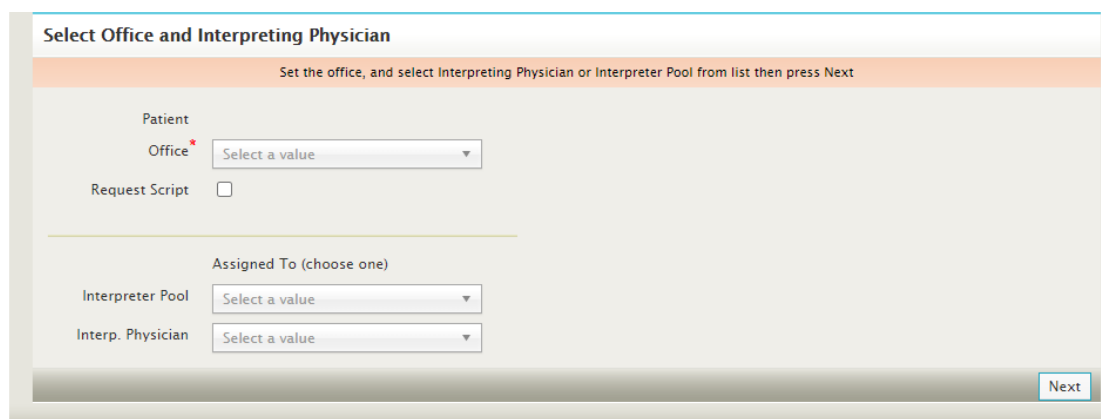 Select Office and Interpreting Physician
Set the office, and select Interpreting Physician or Interpreter Pool from list then press Next
Patient
Office* Select a value
Request Script
Assigned To (choose one)
Interpreter Pool Select a value
Interp. Physician Select a value
Next